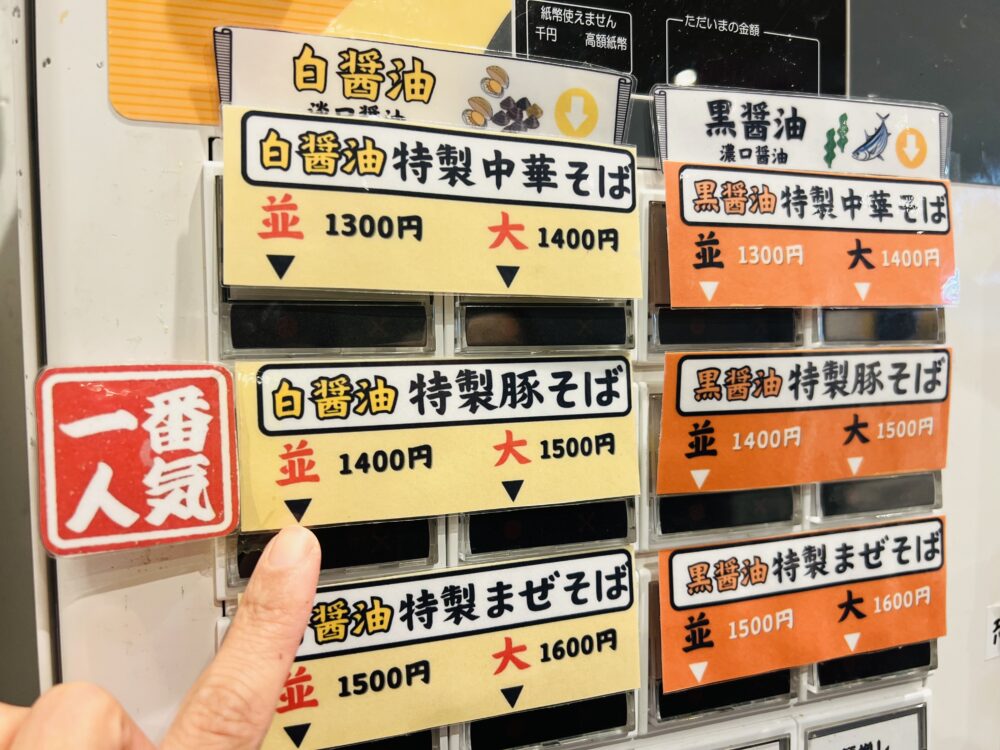 紙幣使えません
千円 高額紙幣
ただいまの金額
白醤油
淡口醤油
白醤油 特製中華そば
並 1300円 大 1400円
一番
人気
白醤油 特製豚そば
並 1400円 大 1500円
醤油 特製まぜそば
並 1500円 大 1600円
黒醤油
濃口醤油
黒醤油 特製中華そば
並 1300円 大 1400円
黒醤油 特製豚そば
並 1400円 大 1500円
黒醤油 特製まぜそば
並 1500円 大 1600円